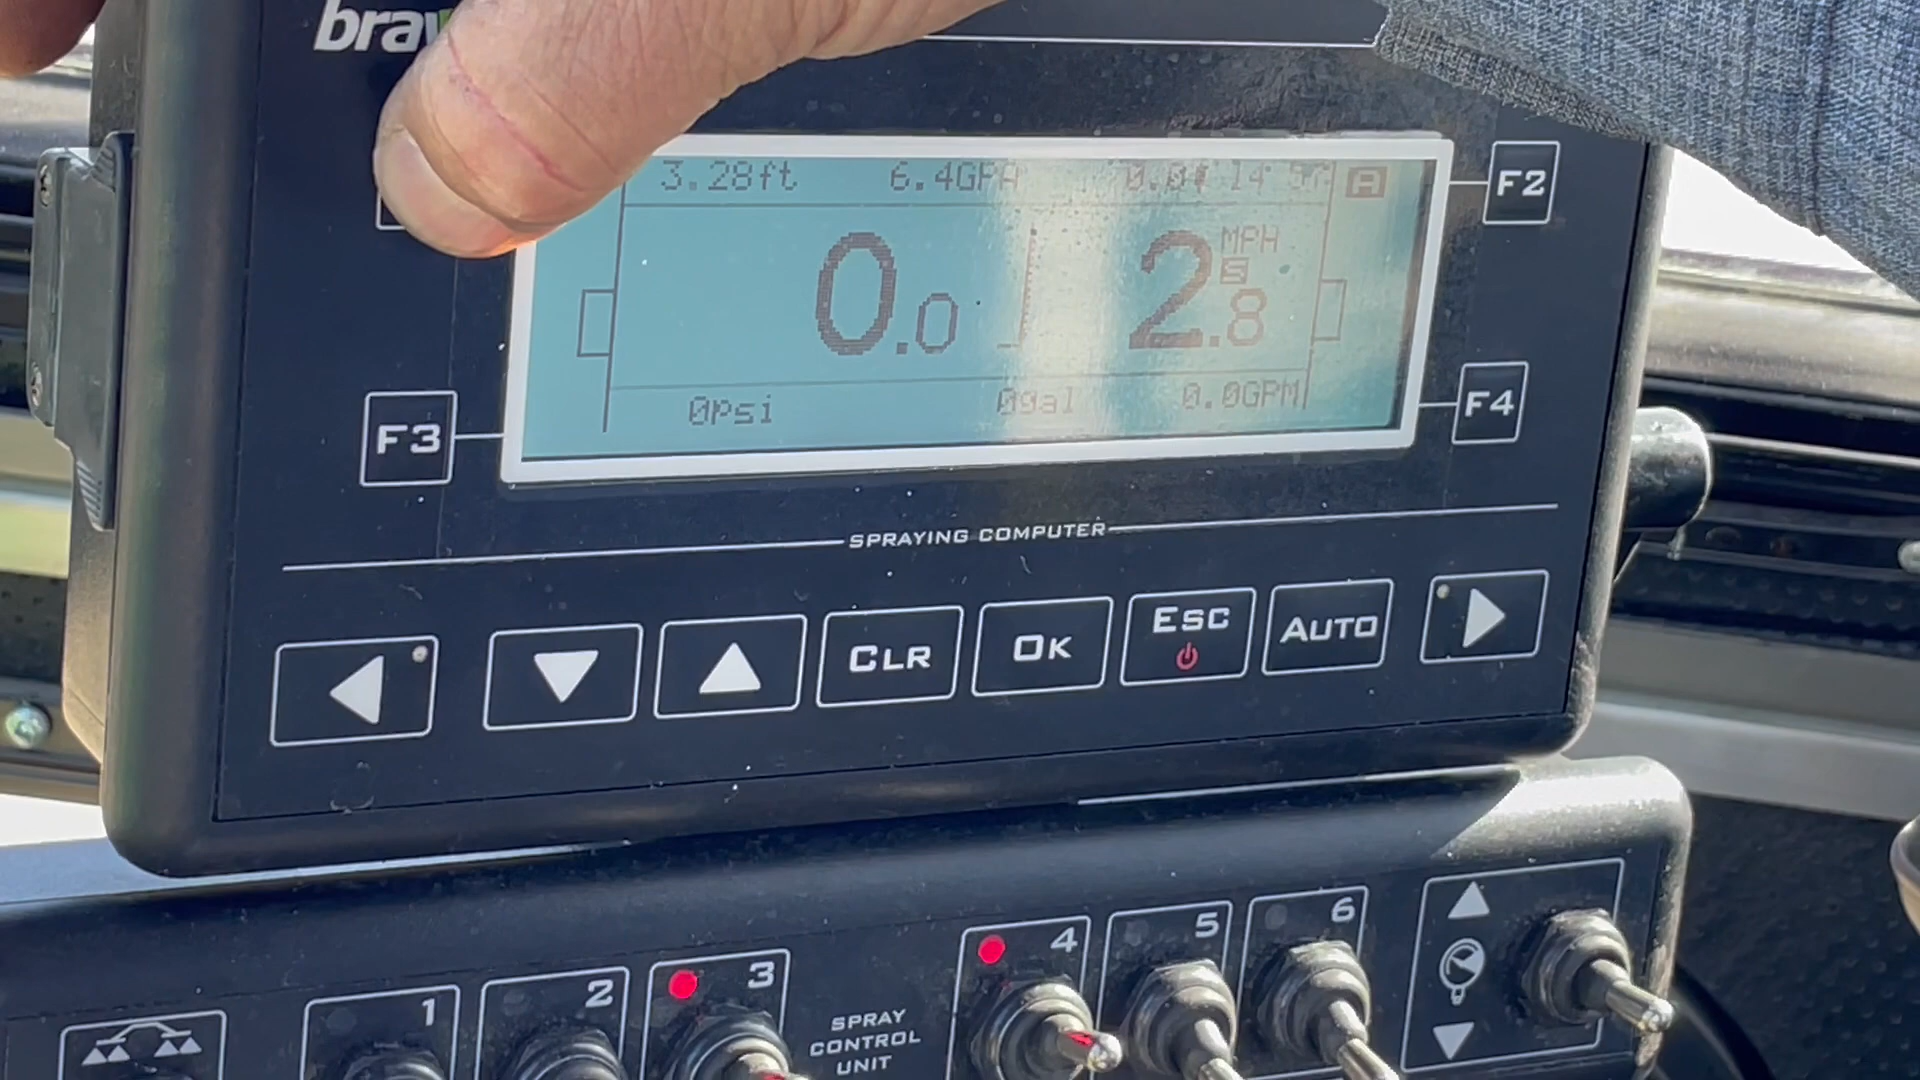 bra
3.28ft 6.4GPA
F2
MPH
S
0.0 2.8
0psi 0gal 0.0GPM
F3
F4
SPRAYING COMPUTER
CLR OK ESC AUTO
1 2 3 4 5 6
SPRAY
CONTROL
UNIT